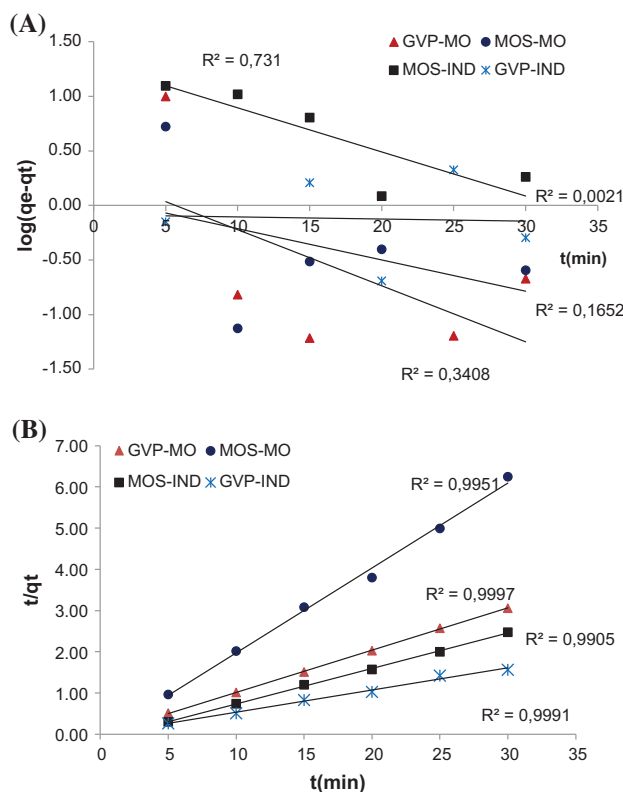 (A)
1.50
GVP-MO MOS-MO
R² = 0,731
MOS-IND GVP-IND
1.00
0.50
R² = 0,0021
0.00
0 5 10 15 20 25 30 35
t(min)
log(qe-qt)
-0.50
R² = 0,1652
-1.00
R² = 0,3408
-1.50
(B)
7.00
GVP-MO MOS-MO
MOS-IND GVP-IND
R² = 0,9951
6.00
5.00
4.00
t/qt
R² = 0,9997
3.00
R² = 0,9905
2.00
1.00
R² = 0,9991
0.00
0 5 10 15 20 25 30 35
t(min)